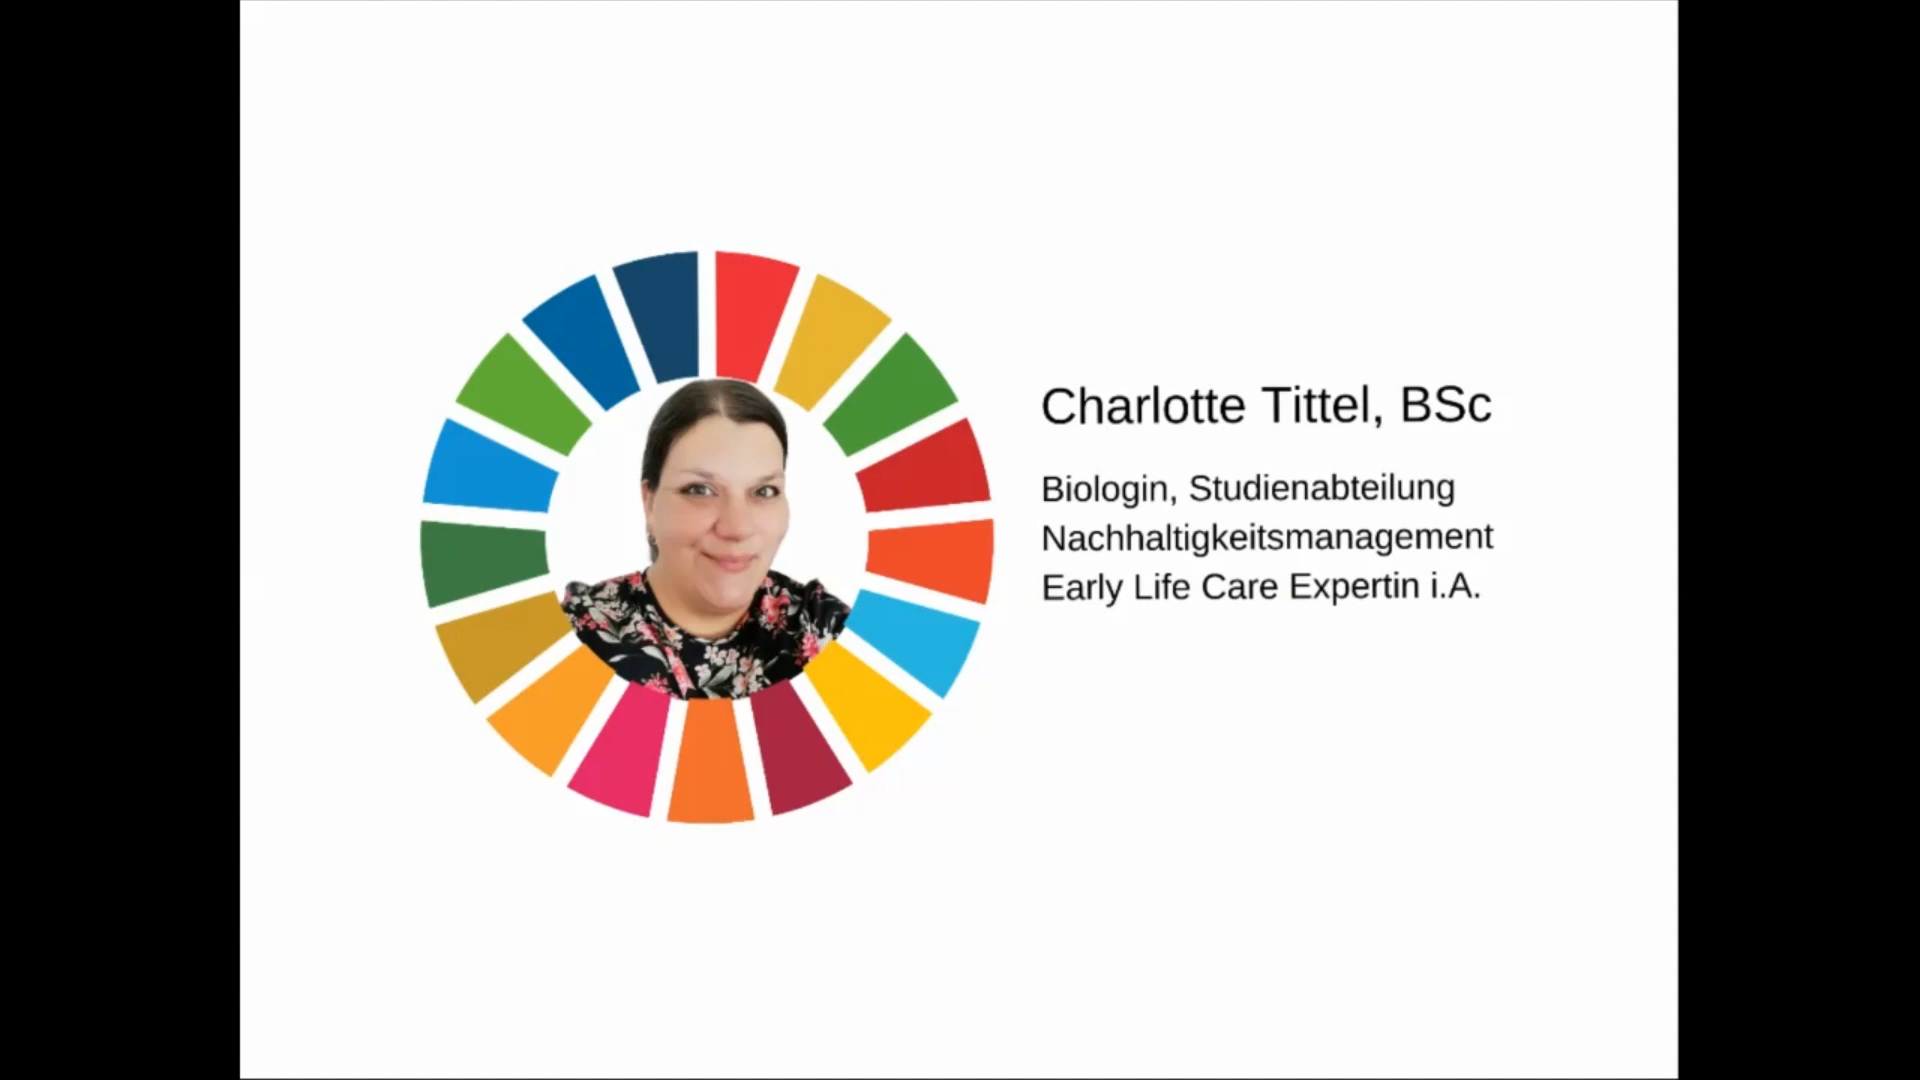 Charlotte Tittel, BSc
Biologin, Studienabteilung
Nachhaltigkeitsmanagement
Early Life Care Expertin i.A.